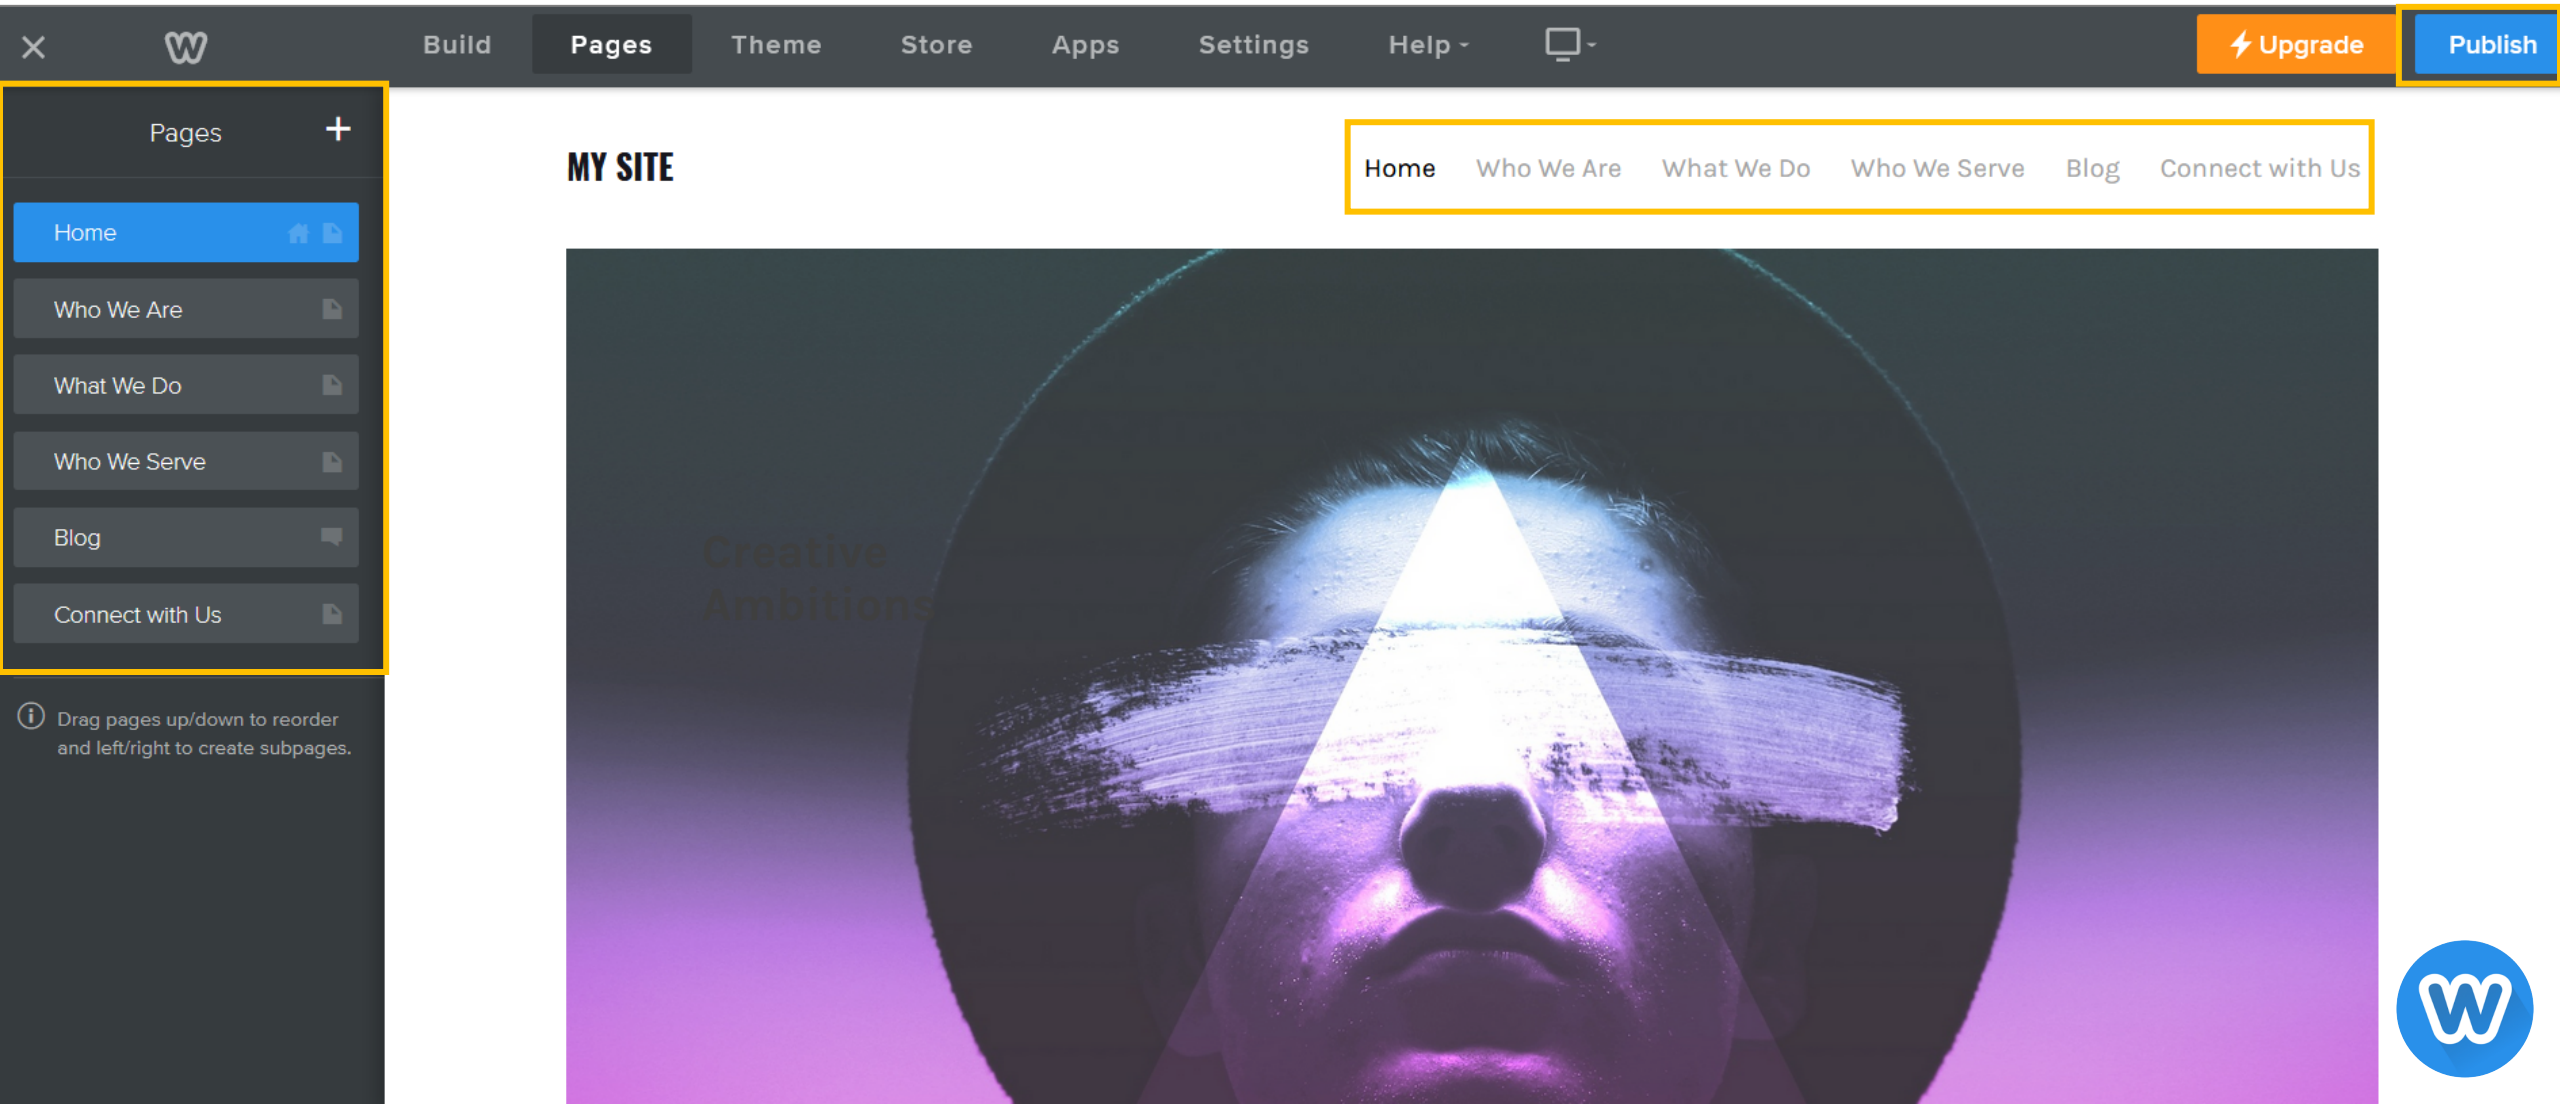 Build Pages Theme Store Apps Settings Help Upgrade Publish
Pages +
Home
Who We Are
What We Do
Who We Serve
Blog
Connect with Us
Drag pages up/down to reorder
and left/right to create subpages.
MY SITE
Home Who We Are What We Do Who We Serve Blog Connect with Us
Creative
Ambitions